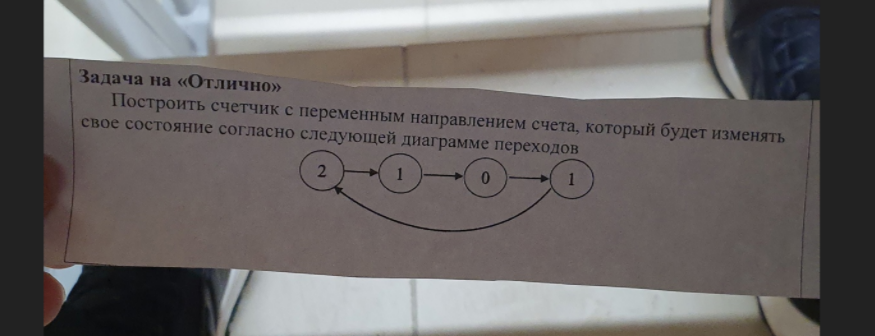 Задача на «Отлично»
Построить счетчик с переменным направлением счета, который будет изменять
свое состояние согласно следующей диаграмме переходов
2 1 0 1